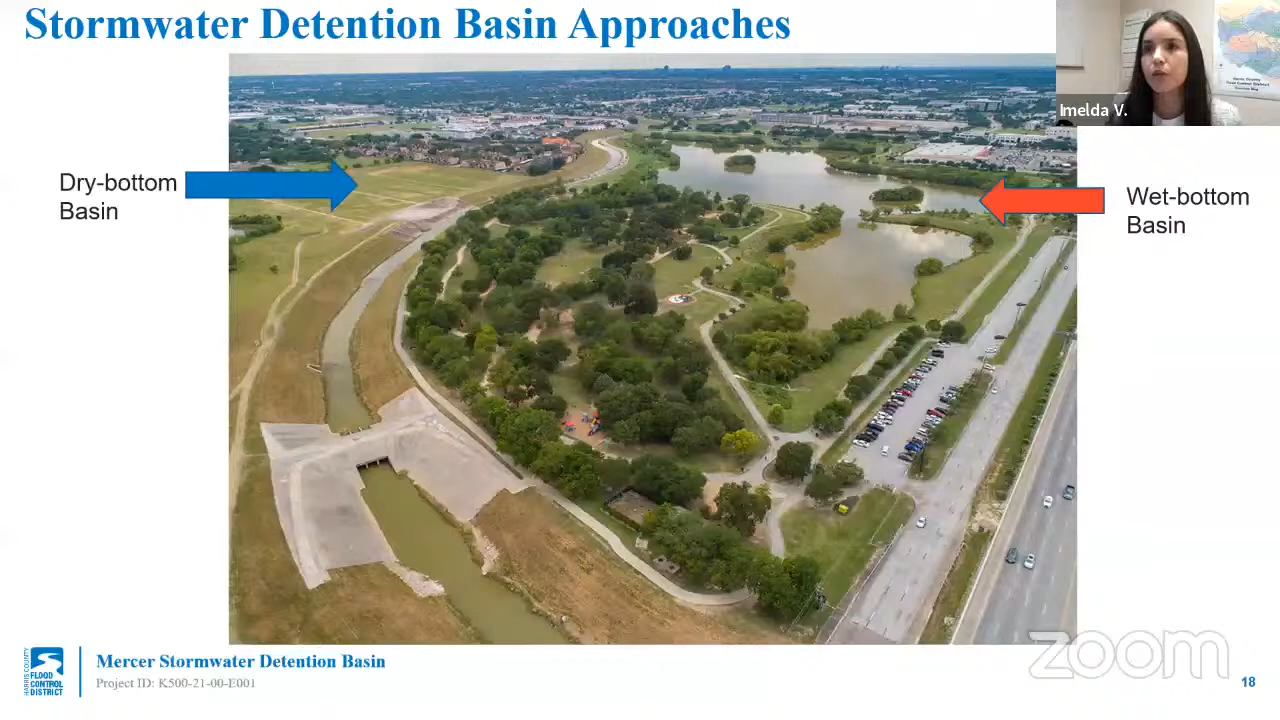 Stormwater Detention Basin Approaches
Imelda V.
Dry-bottom
Basin
Wet-bottom
Basin
HARRIS COUNTY
FLOOD
CONTROL
DISTRICT
Mercer Stormwater Detention Basin
Project ID: K500-21-00-E001
zoom
18